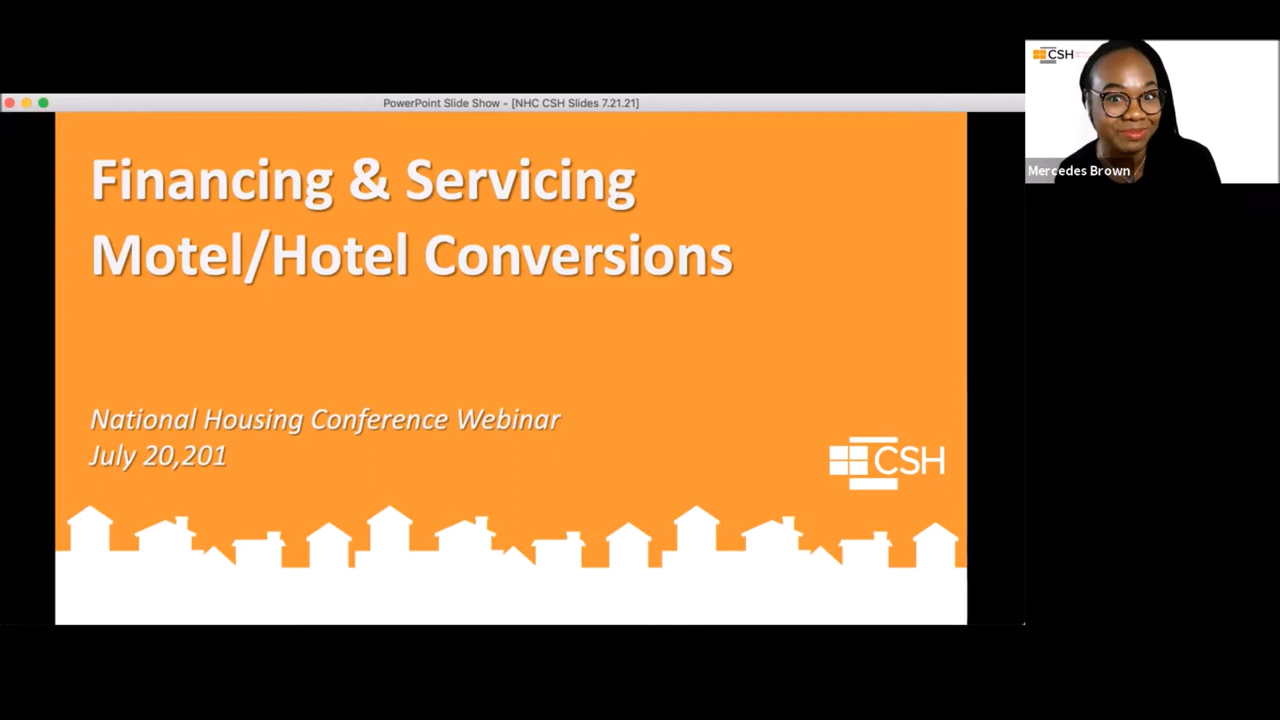 PowerPoint Slide Show - [NHC CSH Slides 7.21.21]
Financing & Servicing
Motel/Hotel Conversions
National Housing Conference Webinar
July 20,201
CSH
CSH
Mercedes Brown